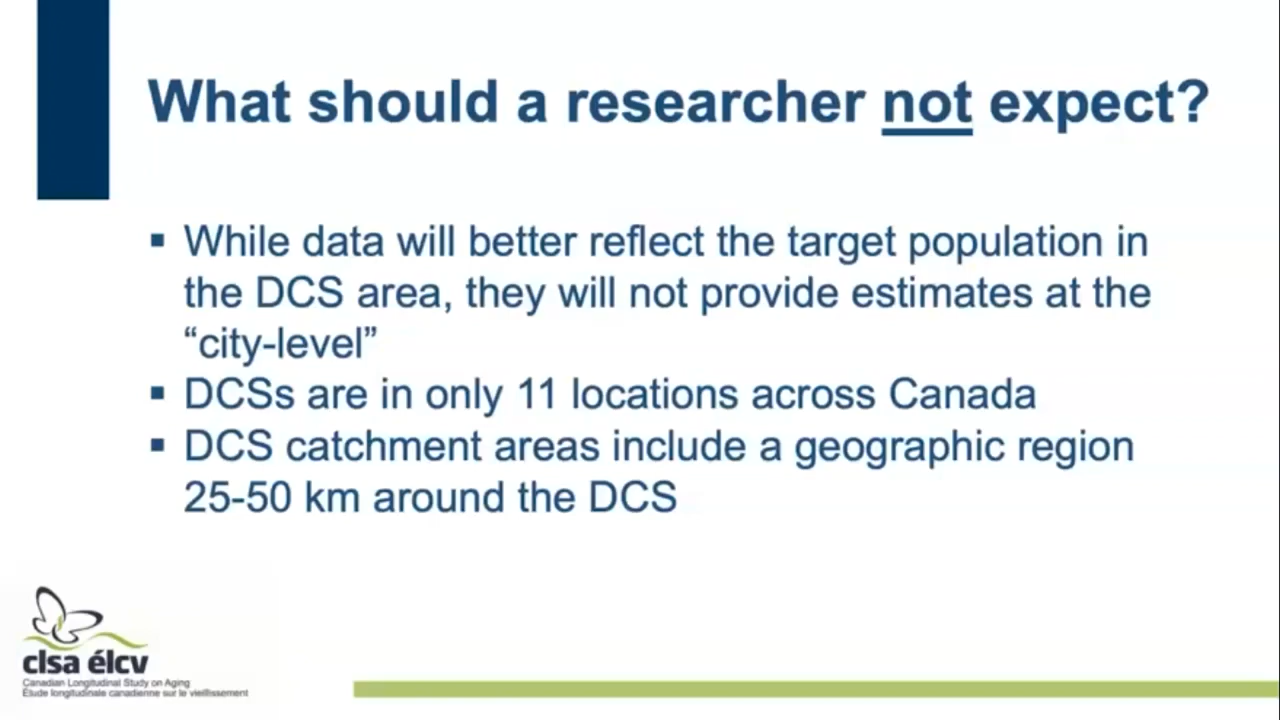 What should a researcher not expect?
▪ While data will better reflect the target population in
the DCS area, they will not provide estimates at the
“city-level”
▪ DCSs are in only 11 locations across Canada
▪ DCS catchment areas include a geographic region
25-50 km around the DCS
clsa élcv
Canadian Longitudinal Study on Aging
Étude longitudinale canadienne sur le vieillissement